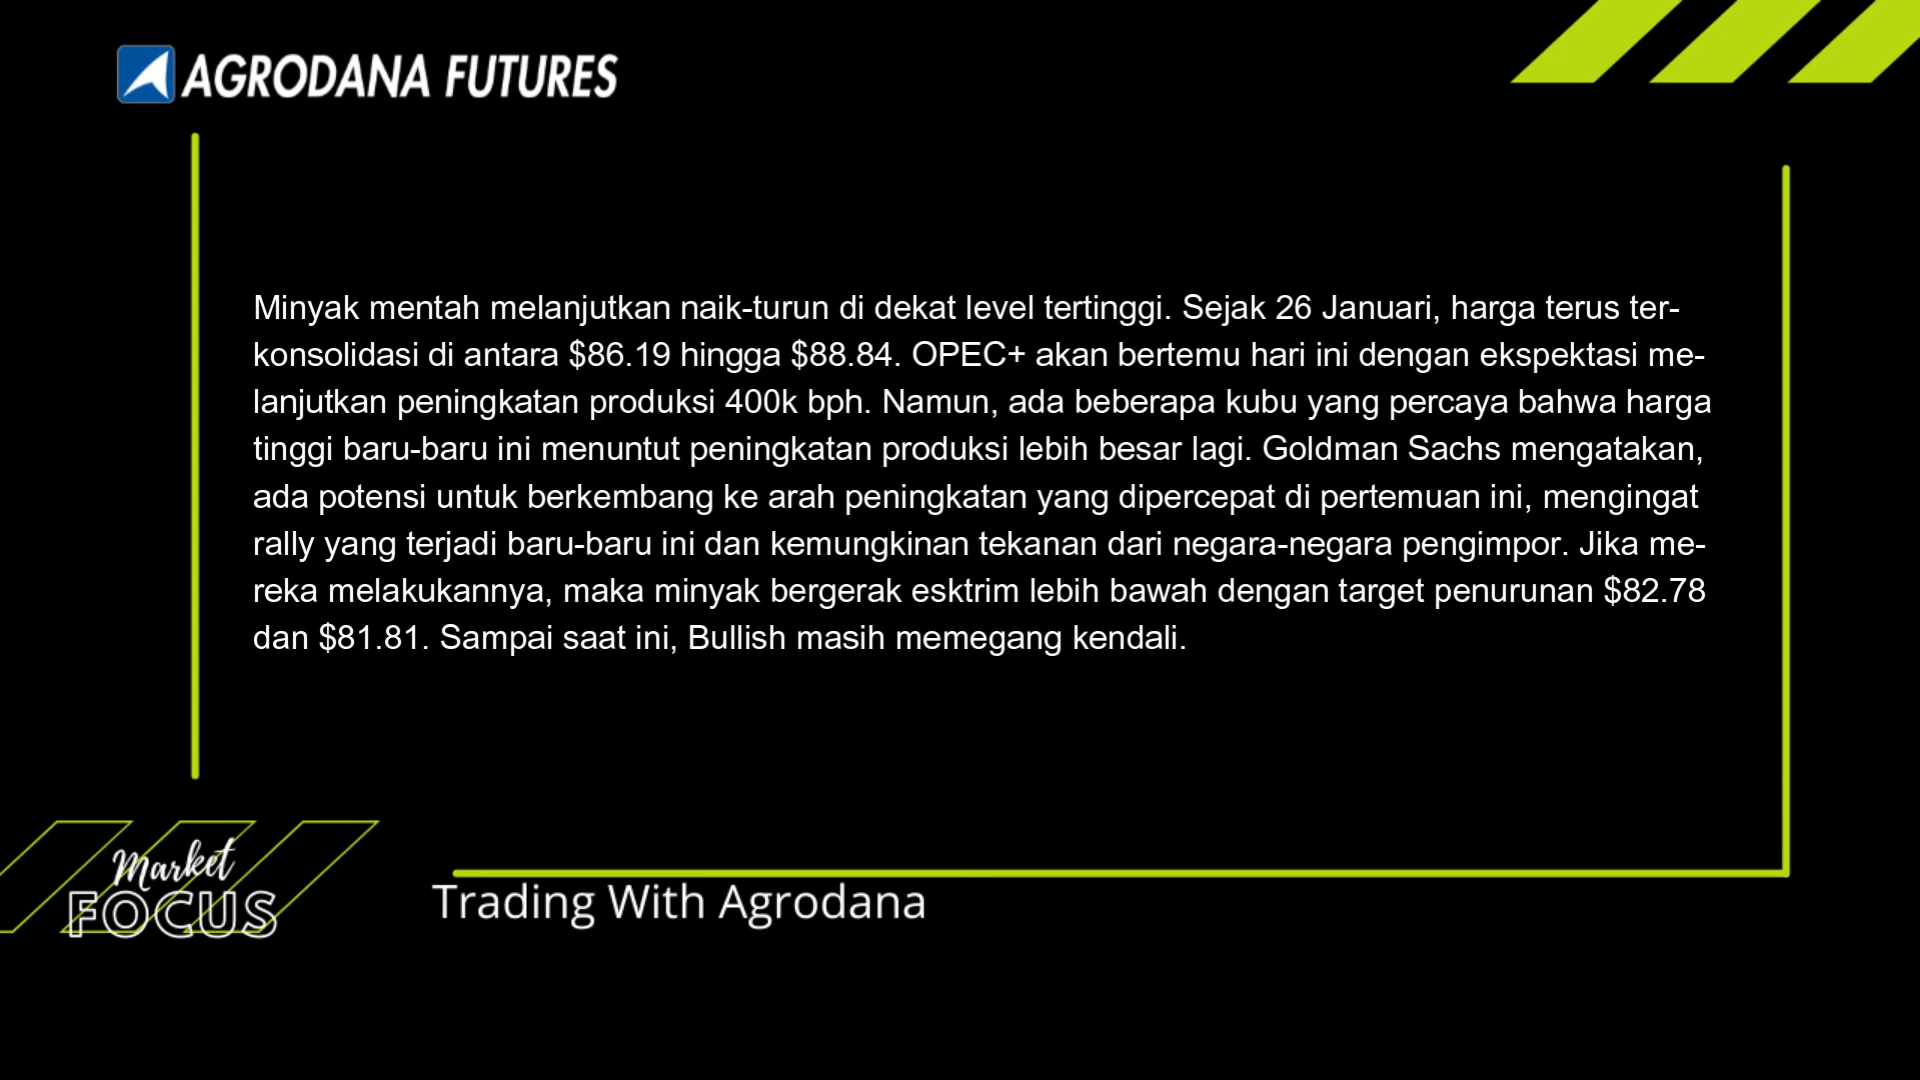 AGRODANA FUTURES
Minyak mentah melanjutkan naik-turun di dekat level tertinggi. Sejak 26 Januari, harga terus ter-
konsolidasi di antara $86.19 hingga $88.84. OPEC+ akan bertemu hari ini dengan ekspektasi me-
lanjutkan peningkatan produksi 400k bph. Namun, ada beberapa kubu yang percaya bahwa harga
tinggi baru-baru ini menuntut peningkatan produksi lebih besar lagi. Goldman Sachs mengatakan,
ada potensi untuk berkembang ke arah peningkatan yang dipercepat di pertemuan ini, mengingat
rally yang terjadi baru-baru ini dan kemungkinan tekanan dari negara-negara pengimpor. Jika me-
reka melakukannya, maka minyak bergerak esktrim lebih bawah dengan target penurunan $82.78
dan $81.81. Sampai saat ini, Bullish masih memegang kendali.
Market
FOCUS
Trading With Agrodana